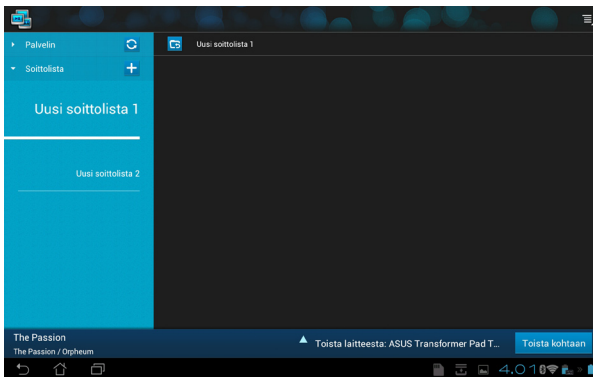 Palvelin
Uusi soittolista 1
Soittolista
Uusi soittolista 1
Uusi soittolista 2
The Passion
The Passion / Orpheum
Toista laitteesta: ASUS Transformer Pad T...
Toista kohtaan
4:01